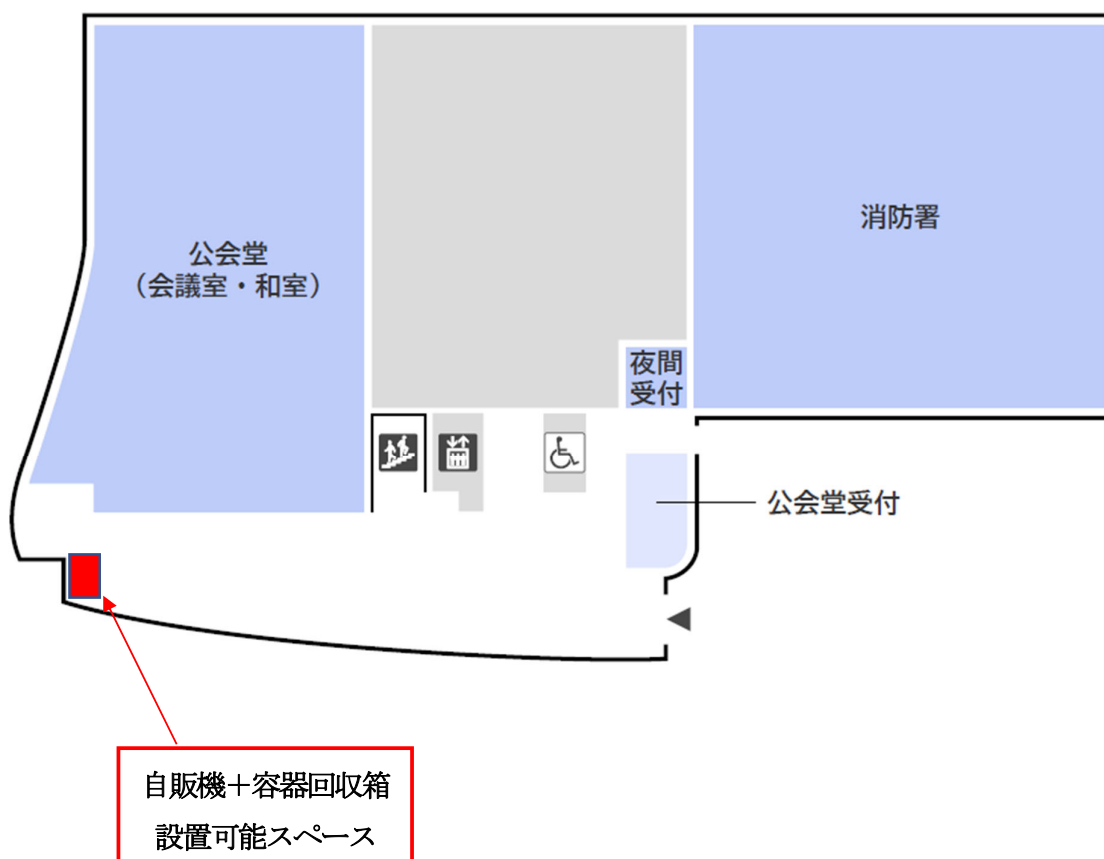 消防署
公会堂
（会議室・和室）
夜間
受付
公会堂受付
自販機＋容器回収箱
設置可能スペース